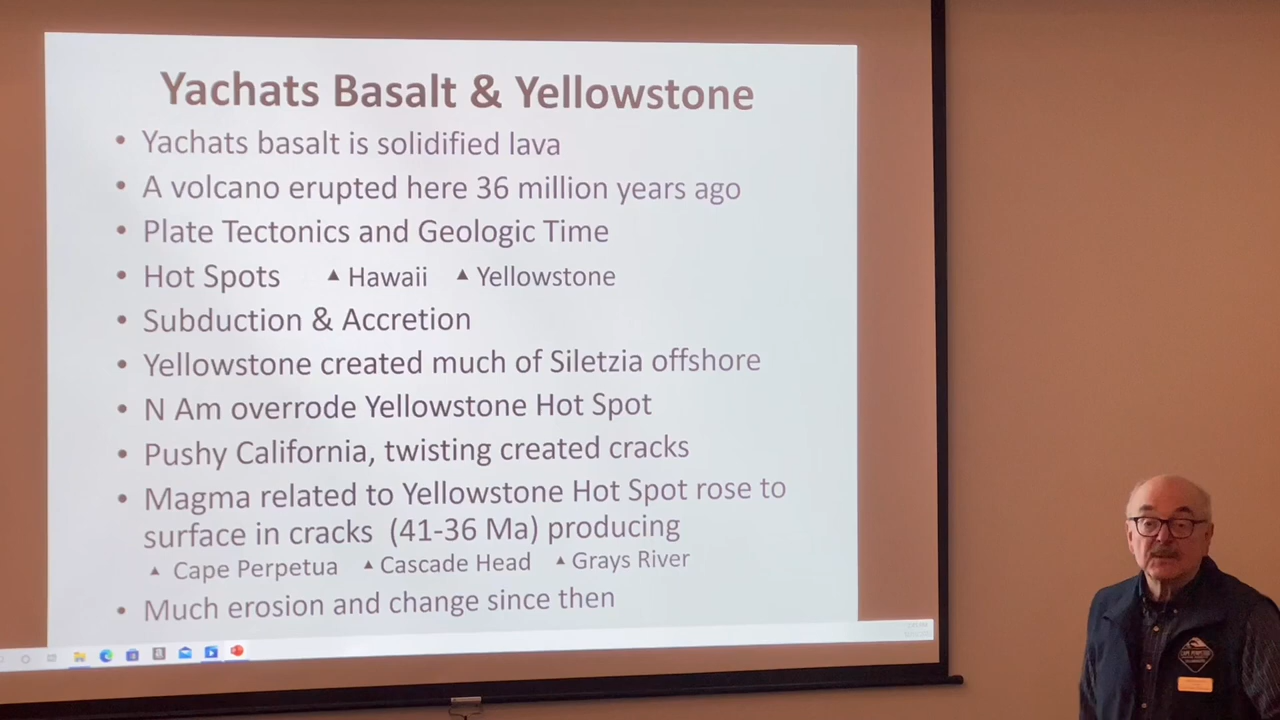 Yachats Basalt & Yellowstone
• Yachats basalt is solidified lava
• A volcano erupted here 36 million years ago
• Plate Tectonics and Geologic Time
• Hot Spots ▲ Hawaii ▲ Yellowstone
• Subduction & Accretion
• Yellowstone created much of Siletzia offshore
• N Am overrode Yellowstone Hot Spot
• Pushy California, twisting created cracks
• Magma related to Yellowstone Hot Spot rose to
surface in cracks (41-36 Ma) producing
▲ Cape Perpetua ▲ Cascade Head ▲ Grays River
• Much erosion and change since then
CAPE PERPETUA